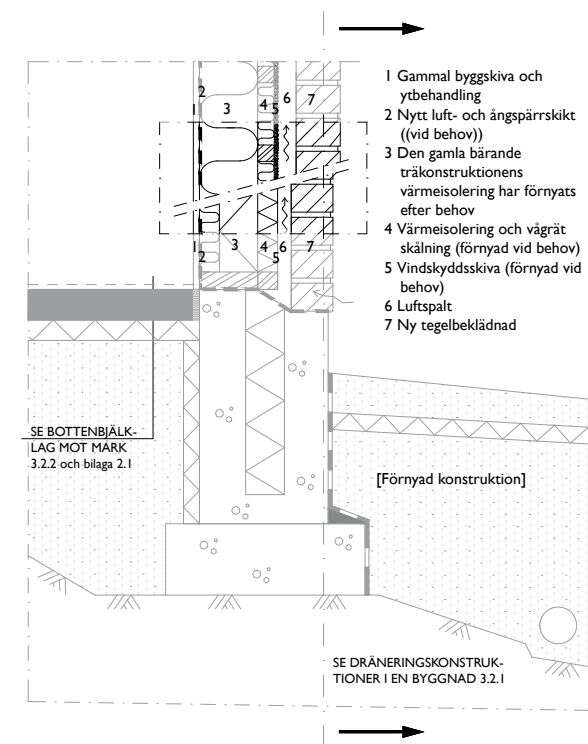 2
3
4
5
6
7
1
1
2
3
4
5
6
7
1 Gammal byggskiva och
ytbehandling
2 Nytt luft- och ångspärrskikt
((vid behov))
3 Den gamla bärande
träkonstruktionens
värmeisolering har förnyats
efter behov
4 Värmeisolering och vågrät
skålning (förnyad vid behov)
5 Vindskyddsskiva (förnyad vid
behov)
6 Luftspalt
7 Ny tegelbeklädnad
SE BOTTENBJÄLK-
LAG MOT MARK
3.2.2 och bilaga 2.1
[Förnyad konstruktion]
SE DRÄNERINGSKONSTRUK-
TIONER I EN BYGGNAD 3.2.1